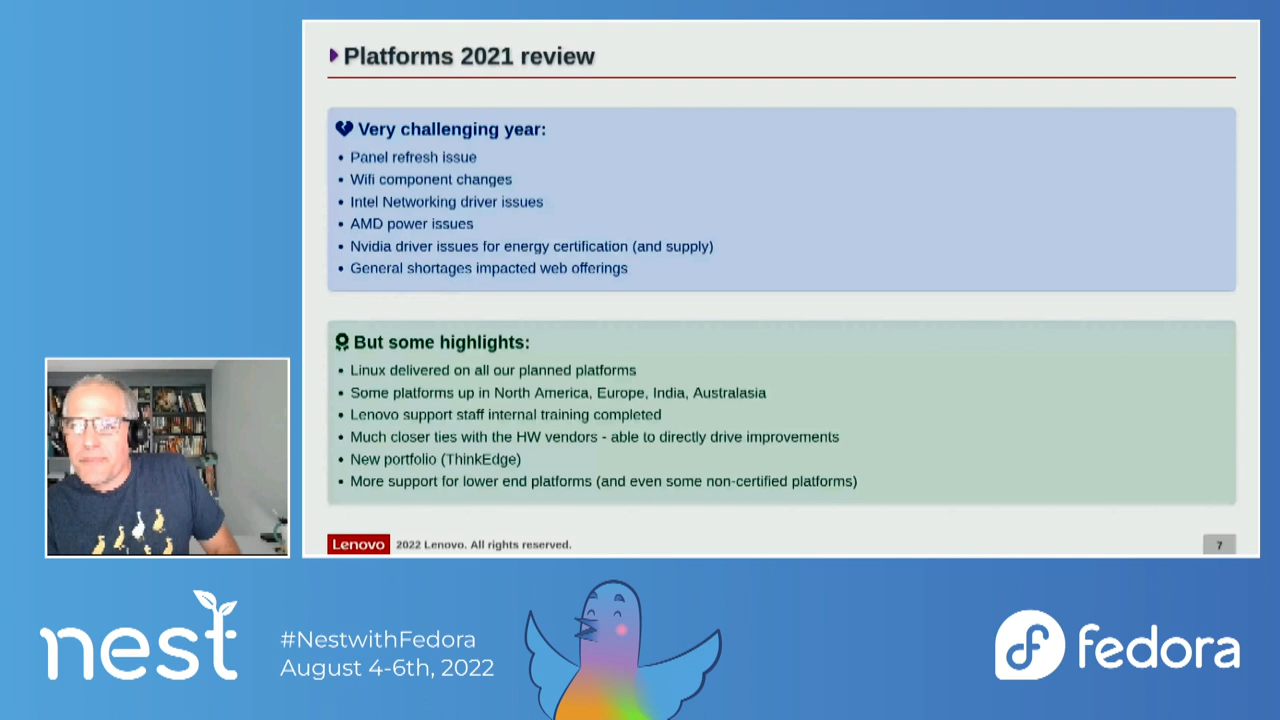 Platforms 2021 review
Very challenging year:
• Panel refresh issue
• Wifi component changes
• Intel Networking driver issues
• AMD power issues
• Nvidia driver issues for energy certification (and supply)
• General shortages impacted web offerings
But some highlights:
• Linux delivered on all our planned platforms
• Some platforms up in North America, Europe, India, Australasia
• Lenovo support staff internal training completed
• Much closer ties with the HW vendors - able to directly drive improvements
• New portfolio (ThinkEdge)
• More support for lower end platforms (and even some non-certified platforms)
Lenovo 2022 Lenovo. All rights reserved. 7
nest
#NestwithFedora
August 4-6th, 2022
fedora